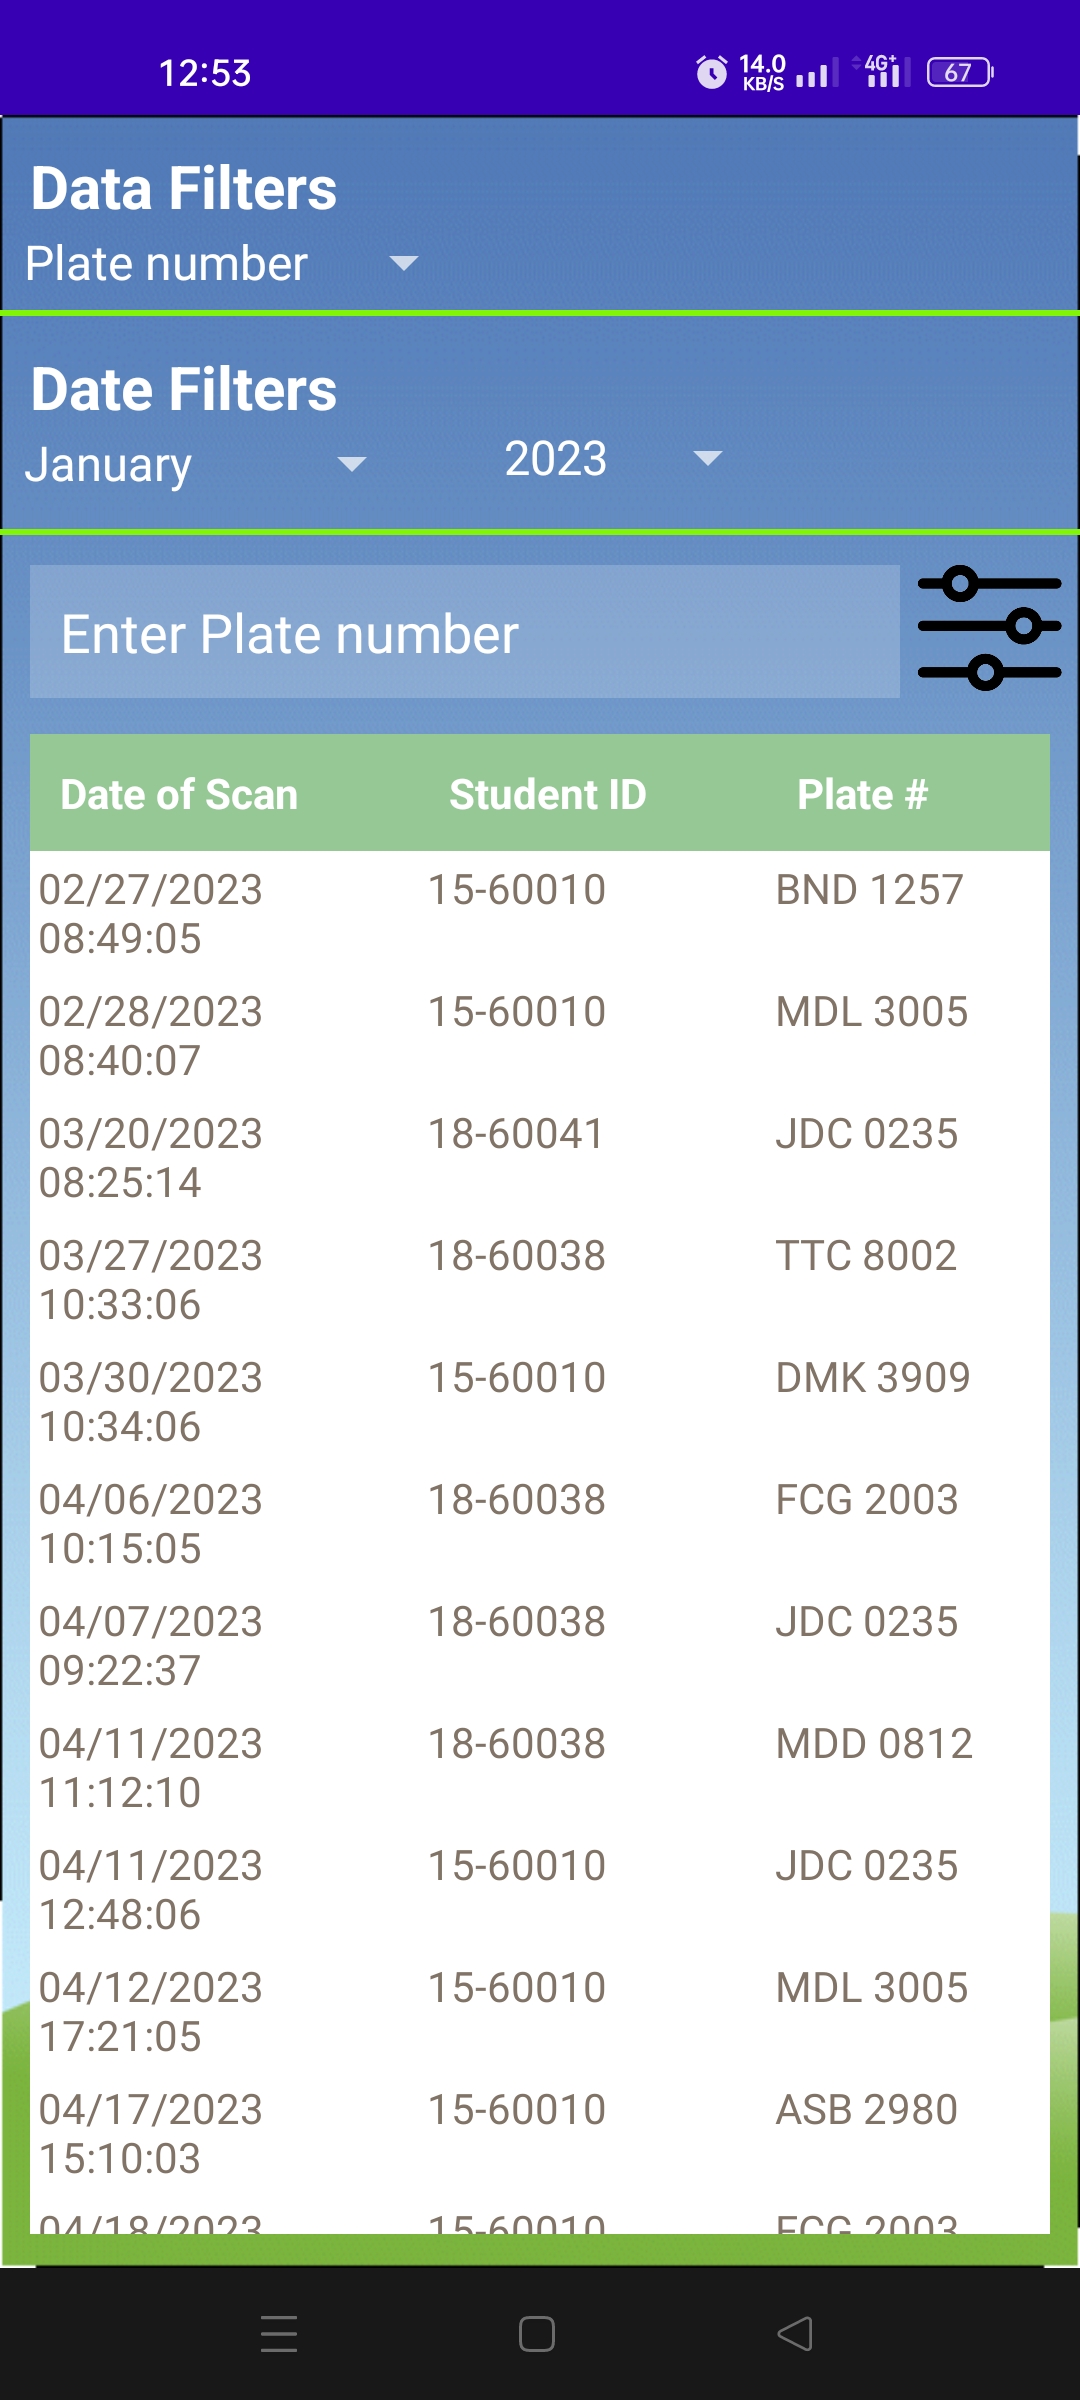 12:53
14.0 KB/S 4G+ 67
Data Filters
Plate number
Date Filters
January 2023
Enter Plate number
Date of Scan Student ID Plate #
02/27/2023 15-60010 BND 1257
08:49:05
02/28/2023 15-60010 MDL 3005
08:40:07
03/20/2023 18-60041 JDC 0235
08:25:14
03/27/2023 18-60038 TTC 8002
10:33:06
03/30/2023 15-60010 DMK 3909
10:34:06
04/06/2023 18-60038 FCG 2003
10:15:05
04/07/2023 18-60038 JDC 0235
09:22:37
04/11/2023 18-60038 MDD 0812
11:12:10
04/11/2023 15-60010 JDC 0235
12:48:06
04/12/2023 15-60010 MDL 3005
17:21:05
04/17/2023 15-60010 ASB 2980
15:10:03
04/18/2023 15-60010 FCG 2003